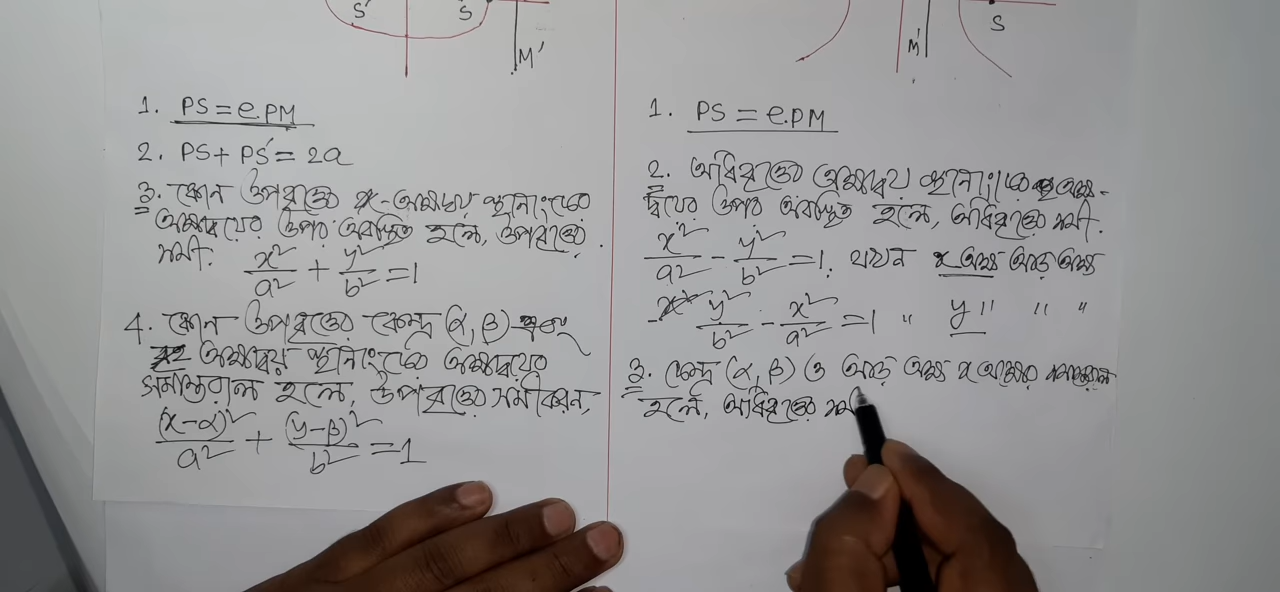 S′ S
M′
1. PS = e.PM
2. PS + PS′ = 2a
3. কোন উপবৃত্তের অক্ষদ্বয় স্থানাংকের
অক্ষদ্বয়ের উপর অবস্থিত হলে, উপবৃত্তের
সমী: x²/a² + y²/b² = 1
4. কোন উপবৃত্তের কেন্দ্র (α, β) এবং
অক্ষদ্বয় স্থানাংকে অক্ষদ্বয়ের
সমান্তরাল হলে, উপবৃত্তের সমীকরন,
(x-α)²/a² + (y-β)²/b² = 1
S
M′
1. PS = e.PM
2. অধিবৃত্তের অক্ষদ্বয় স্থানাংকের অক্ষ-
দ্বয়ের উপর অবস্থিত হলে, অধিবৃত্তের সমী.
x²/a² - y²/b² = 1. যখন x অক্ষ আড় অক্ষ
y²/b² - x²/a² = 1 " y " " "
3. কেন্দ্র (α, β) ও আড় অক্ষ x অক্ষের সমান্তরাল
হলে, অধিবৃত্তের সমী